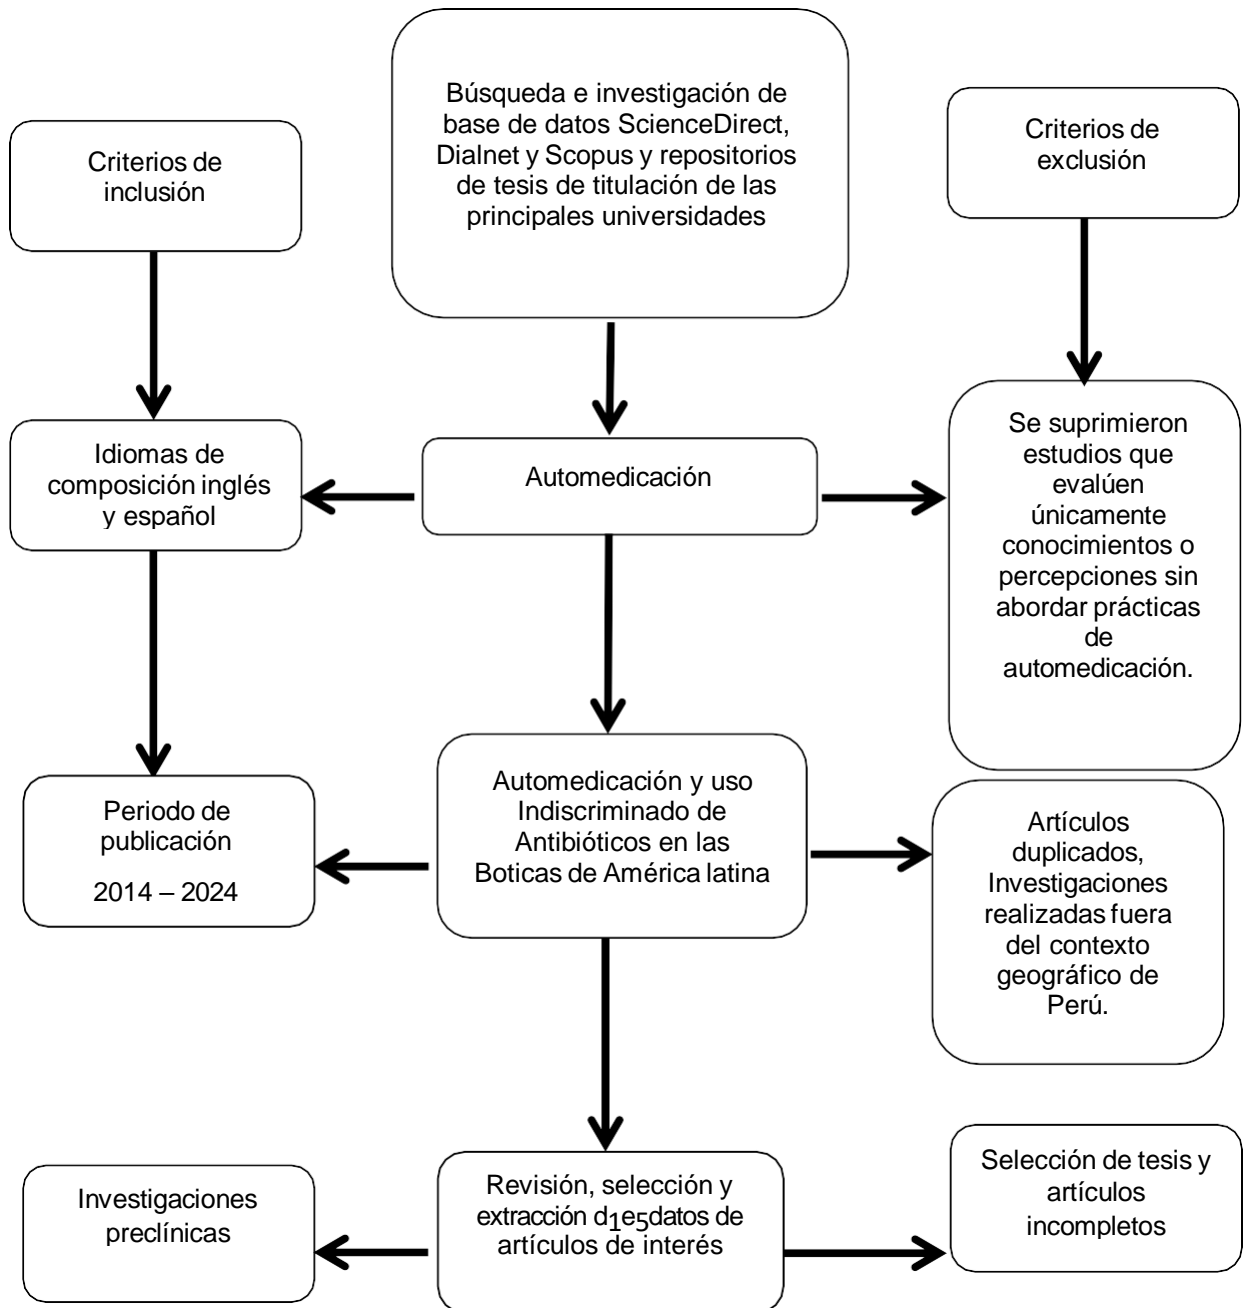 Búsqueda e investigación de
base de datos ScienceDirect,
Dialnet y Scopus y repositorios
de tesis de titulación de las
principales universidades
Criterios de
inclusión
Criterios de
exclusión
Idiomas de
composición inglés
y español
Automedicación
Se suprimieron
estudios que
evalúen
únicamente
conocimientos o
percepciones sin
abordar prácticas
de
automedicación.
Periodo de
publicación
2014 – 2024
Automedicación y uso
Indiscriminado de
Antibióticos en las
Boticas de América latina
Artículos
duplicados,
Investigaciones
realizadas fuera
del contexto
geográfico de
Perú.
Investigaciones
preclínicas
Revisión, selección y
extracción de datos de
15
artículos de interés
Selección de tesis y
artículos
incompletos